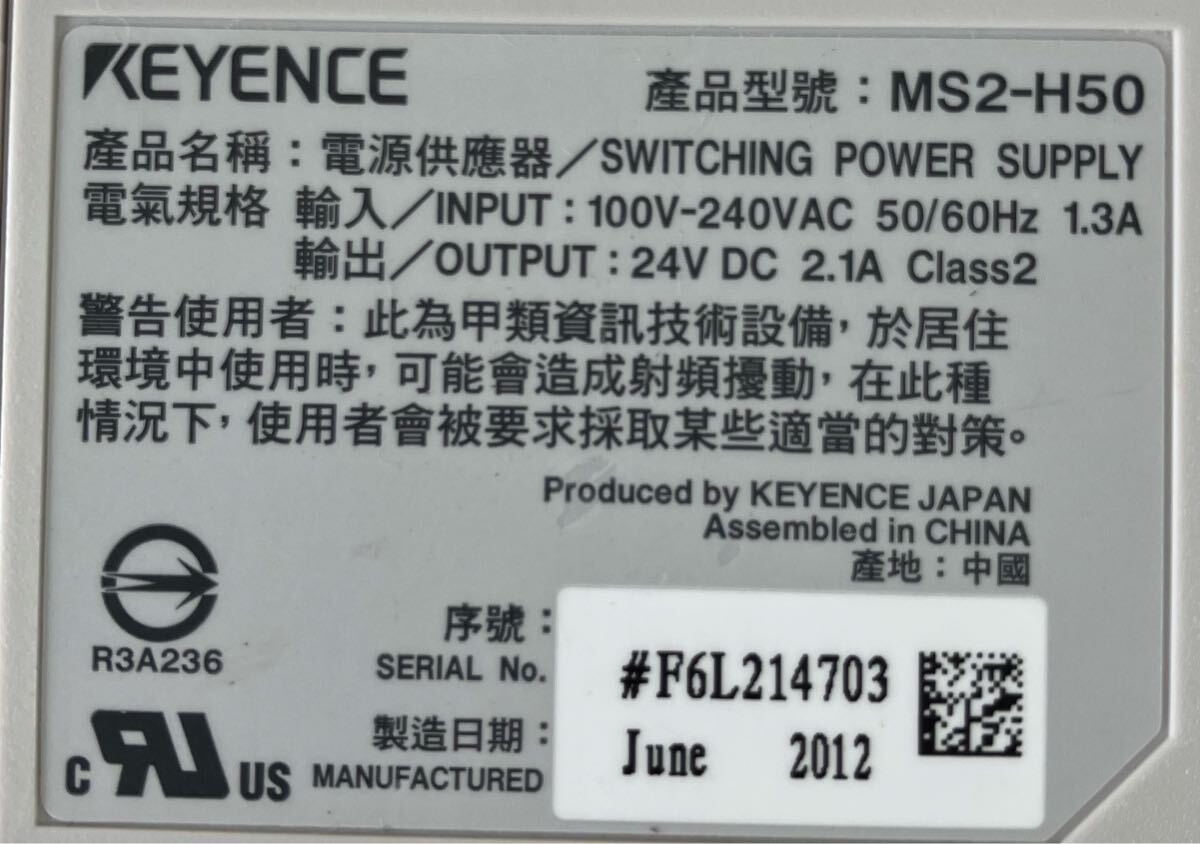 KEYENCE
產品型號：MS2-H50
產品名稱：電源供應器／SWITCHING POWER SUPPLY
電氣規格 輸入／INPUT：100V-240VAC 50/60Hz 1.3A
輸出／OUTPUT：24V DC 2.1A Class2
警告使用者：此為甲類資訊技術設備，於居住
環境中使用時，可能會造成射頻擾動，在此種
情況下，使用者會被要求採取某些適當的對策。
Produced by KEYENCE JAPAN
Assembled in CHINA
產地：中國
R3A236
序號：
SERIAL No.
#F6L214703
製造日期：
MANUFACTURED
June 2012
C RU US